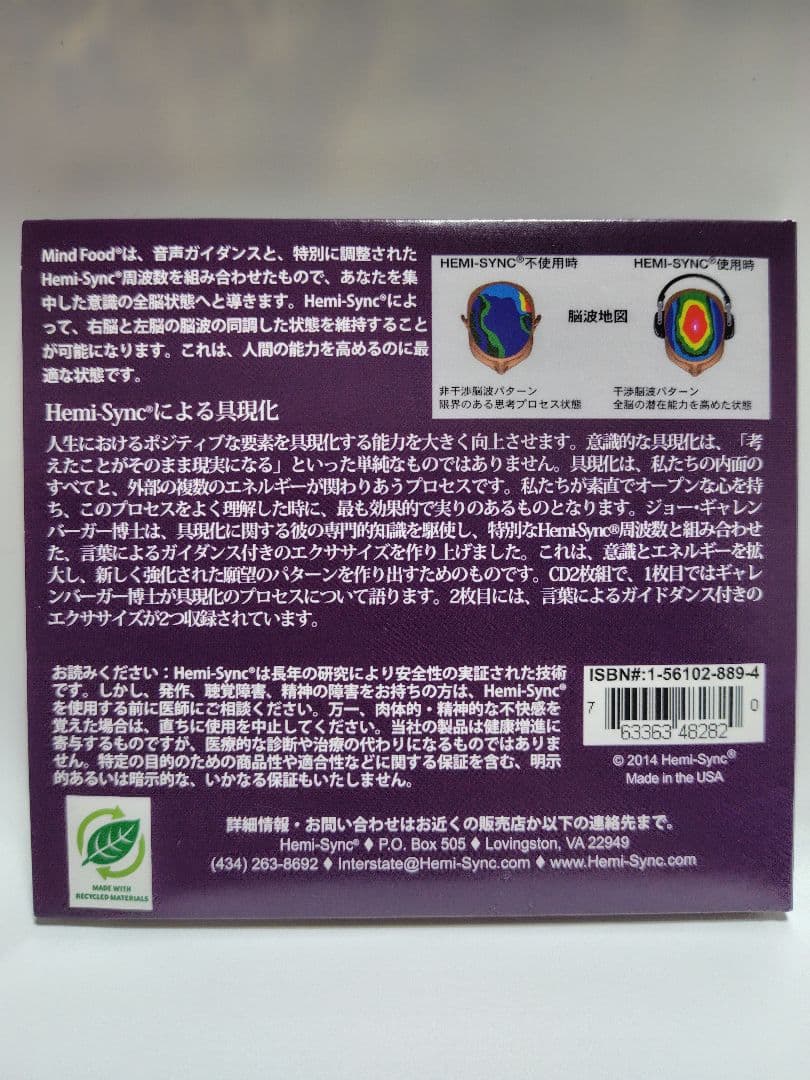 Mind Food®は、音声ガイダンスと、特別に調整された
Hemi-Sync®周波数を組み合わせたもので、あなたを集
中した意識の全脳状態へと導きます。Hemi-Sync®によ
って、右脳と左脳の脳波の同調した状態を維持すること
が可能になります。これは、人間の能力を高めるのに最
適な状態です。
HEMI-SYNC®不使用時
HEMI-SYNC®使用時
脳波地図
非干渉脳波パターン
限界のある思考プロセス状態
干渉脳波パターン
全脳の潜在能力を高めた状態
Hemi-Sync®による具現化
人生におけるポジティブな要素を具現化する能力を大きく向上させます。意識的な具現化は、「考
えたことがそのまま現実になる」といった単純なものではありません。具現化は、私たちの内面の
すべてと、外部の複数のエネルギーが関わりあうプロセスです。私たちが素直でオープンな心を持
ち、このプロセスをよく理解した時に、最も効果的で実りのあるものとなります。ジョー・ギャレン
バーガー博士は、具現化に関する彼の専門的知識を駆使し、特別なHemi-Sync®周波数と組み合わせ
た、言葉によるガイダンス付きのエクササイズを作り上げました。これは、意識とエネルギーを拡
大し、新しく強化された願望のパターンを作り出すためのものです。CD2枚組で、1枚目ではギャレ
ンバーガー博士が具現化のプロセスについて語ります。2枚目には、言葉によるガイドダンス付きの
エクササイズが2つ収録されています。
お読みください：Hemi-Sync®は長年の研究により安全性の実証された技術
です。しかし、発作、聴覚障害、精神の障害をお持ちの方は、Hemi-Sync®
を使用する前に医師にご相談ください。万一、肉体的・精神的な不快感を
覚えた場合は、直ちに使用を中止してください。当社の製品は健康増進に
寄与するものですが、医療的な診断や治療の代わりになるものではありま
せん。特定の目的のための商品性や適合性などに関する保証を含む、明示
的あるいは暗示的な、いかなる保証もいたしません。
ISBN#:1-56102-889-4
7 63363 48282 0
© 2014 Hemi-Sync®
Made in the USA
MADE WITH
RECYCLED MATERIALS
詳細情報・お問い合わせはお近くの販売店か以下の連絡先まで。
Hemi-Sync® ♦ P.O. Box 505 ♦ Lovingston, VA 22949
(434) 263-8692 ♦ Interstate@Hemi-Sync.com ♦ www.Hemi-Sync.com